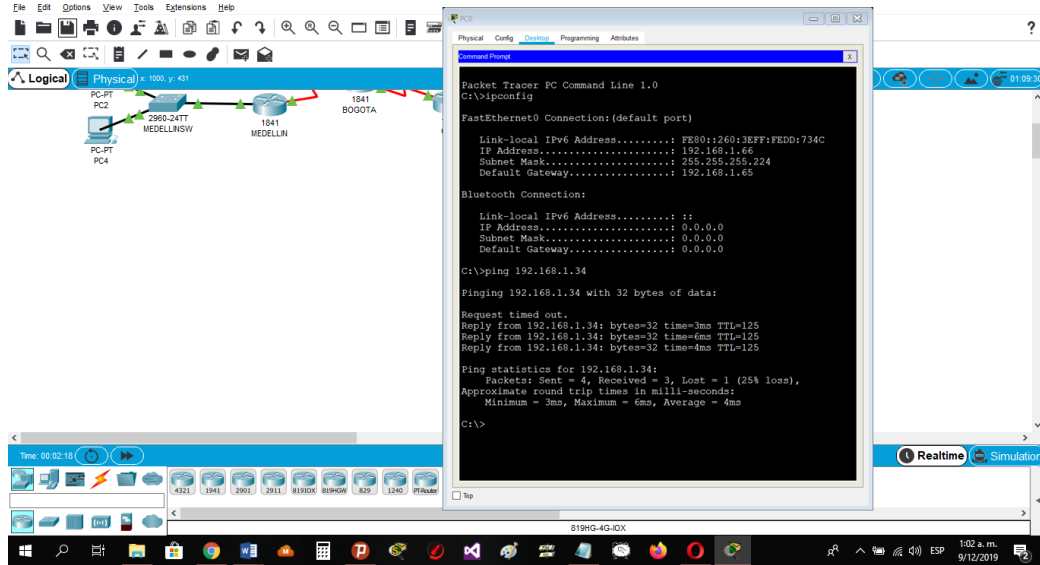 File Edit Options View Tools Extensions Help
PC0
?
Physical Config Desktop Programming Attributes
Command Prompt X
Logical Physical x: 1000, y: 431 01:09:30
PC-PT
PC2
2960-24TT
MEDELLINSW
1841
MEDELLIN
1841
BOGOTA
PC-PT
PC4
Packet Tracer PC Command Line 1.0
C:\>ipconfig
FastEthernet0 Connection:(default port)
Link-local IPv6 Address.........: FE80::260:3EFF:FEDD:734C
IP Address......................: 192.168.1.66
Subnet Mask.....................: 255.255.255.224
Default Gateway.................: 192.168.1.65
Bluetooth Connection:
Link-local IPv6 Address.........: ::
IP Address......................: 0.0.0.0
Subnet Mask.....................: 0.0.0.0
Default Gateway.................: 0.0.0.0
C:\>ping 192.168.1.34
Pinging 192.168.1.34 with 32 bytes of data:
Request timed out.
Reply from 192.168.1.34: bytes=32 time=3ms TTL=125
Reply from 192.168.1.34: bytes=32 time=6ms TTL=125
Reply from 192.168.1.34: bytes=32 time=4ms TTL=125
Ping statistics for 192.168.1.34:
Packets: Sent = 4, Received = 3, Lost = 1 (25% loss),
Approximate round trip times in milli-seconds:
Minimum = 3ms, Maximum = 6ms, Average = 4ms
C:\>
Top
Time: 00:02:18 Realtime Simulation
4321 1941 2901 2911 819IOX 819HGW 829 1240 PT-Router
819HG-4G-IOX
ESP
1:02 a. m.
9/12/2019
2